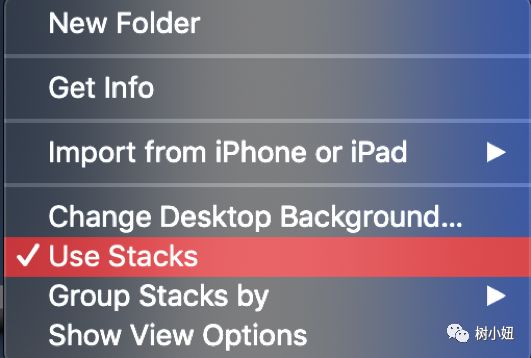 New Folder
Get Info
Import from iPhone or iPad
Change Desktop Background...
Use Stacks
Group Stacks by
Show View Options
树小妞